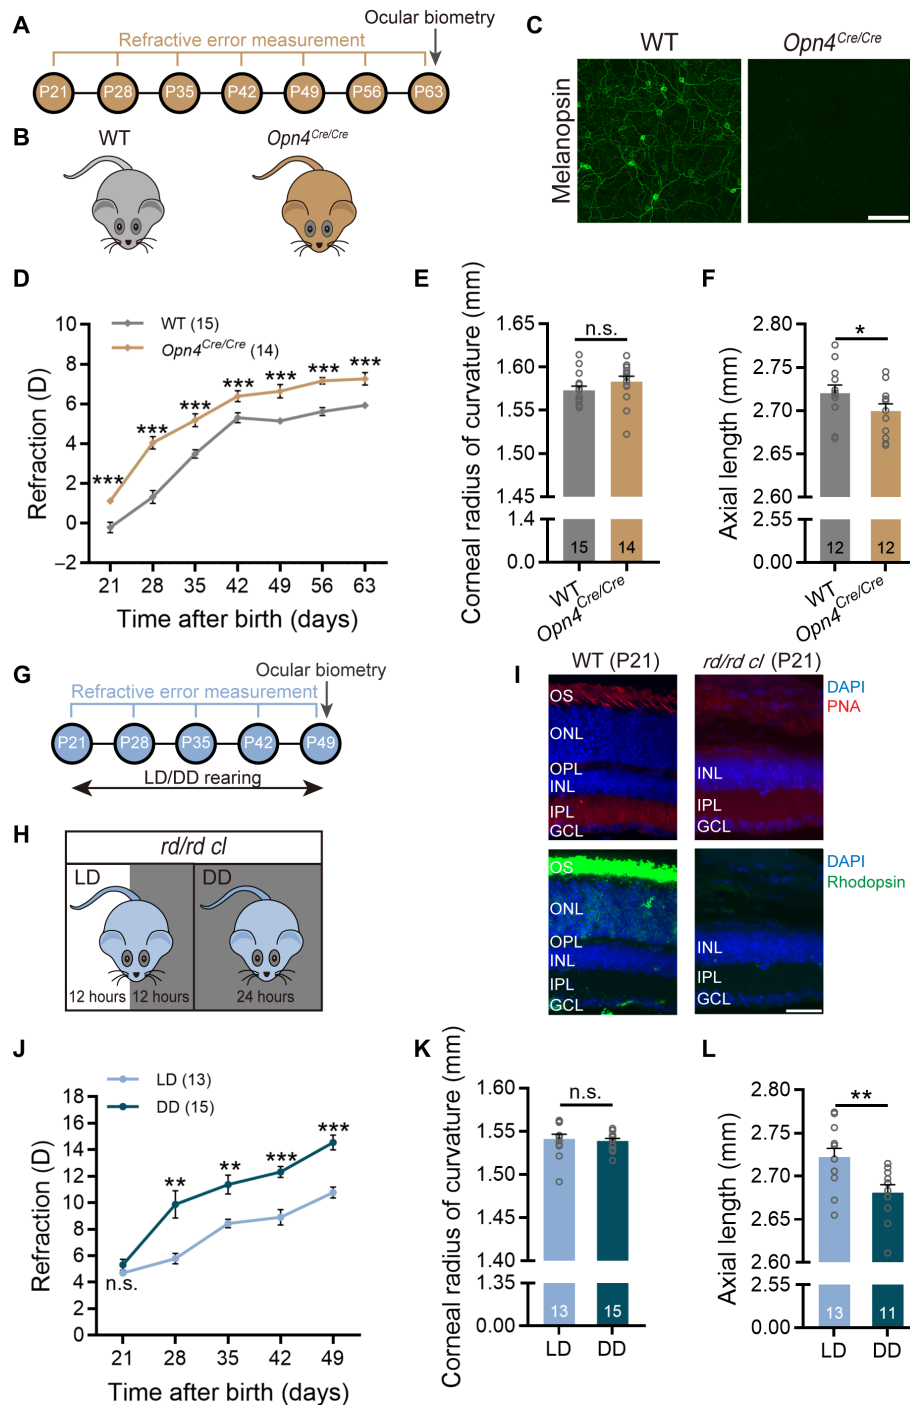 A
Ocular biometry
Refractive error measurement
P21 P28 P35 P42 P49 P56 P63
B
WT Opn4Cre/Cre
C
WT Opn4Cre/Cre
Melanopsin
D
WT (15)
Opn4Cre/Cre (14)
Refraction (D)
10
8
6
4
2
0
−2
*** *** *** *** *** *** ***
21 28 35 42 49 56 63
Time after birth (days)
E
Corneal radius of curvature (mm)
n.s.
1.65
1.60
1.55
1.50
1.45
1.4
0.0
15 14
WT Opn4Cre/Cre
F
Axial length (mm)
*
2.80
2.75
2.70
2.65
2.60
2.55
0.00
12 12
WT Opn4Cre/Cre
G
Ocular biometry
Refractive error measurement
P21 P28 P35 P42 P49
LD/DD rearing
H
rd/rd cl
LD DD
12 hours 12 hours 24 hours
I
WT (P21) rd/rd cl (P21)
DAPI
PNA
OS
ONL
OPL
INL
IPL
GCL
INL
IPL
GCL
DAPI
Rhodopsin
OS
ONL
OPL
INL
IPL
GCL
INL
IPL
GCL
J
LD (13)
DD (15)
Refraction (D)
18
16
14
12
10
8
6
4
2
0
n.s. ** ** *** ***
21 28 35 42 49
Time after birth (days)
K
Corneal radius of curvature (mm)
n.s.
1.60
1.55
1.50
1.45
1.40
1.35
0.00
13 15
LD DD
L
Axial length (mm)
**
2.80
2.75
2.70
2.65
2.60
2.55
0.00
13 11
LD DD